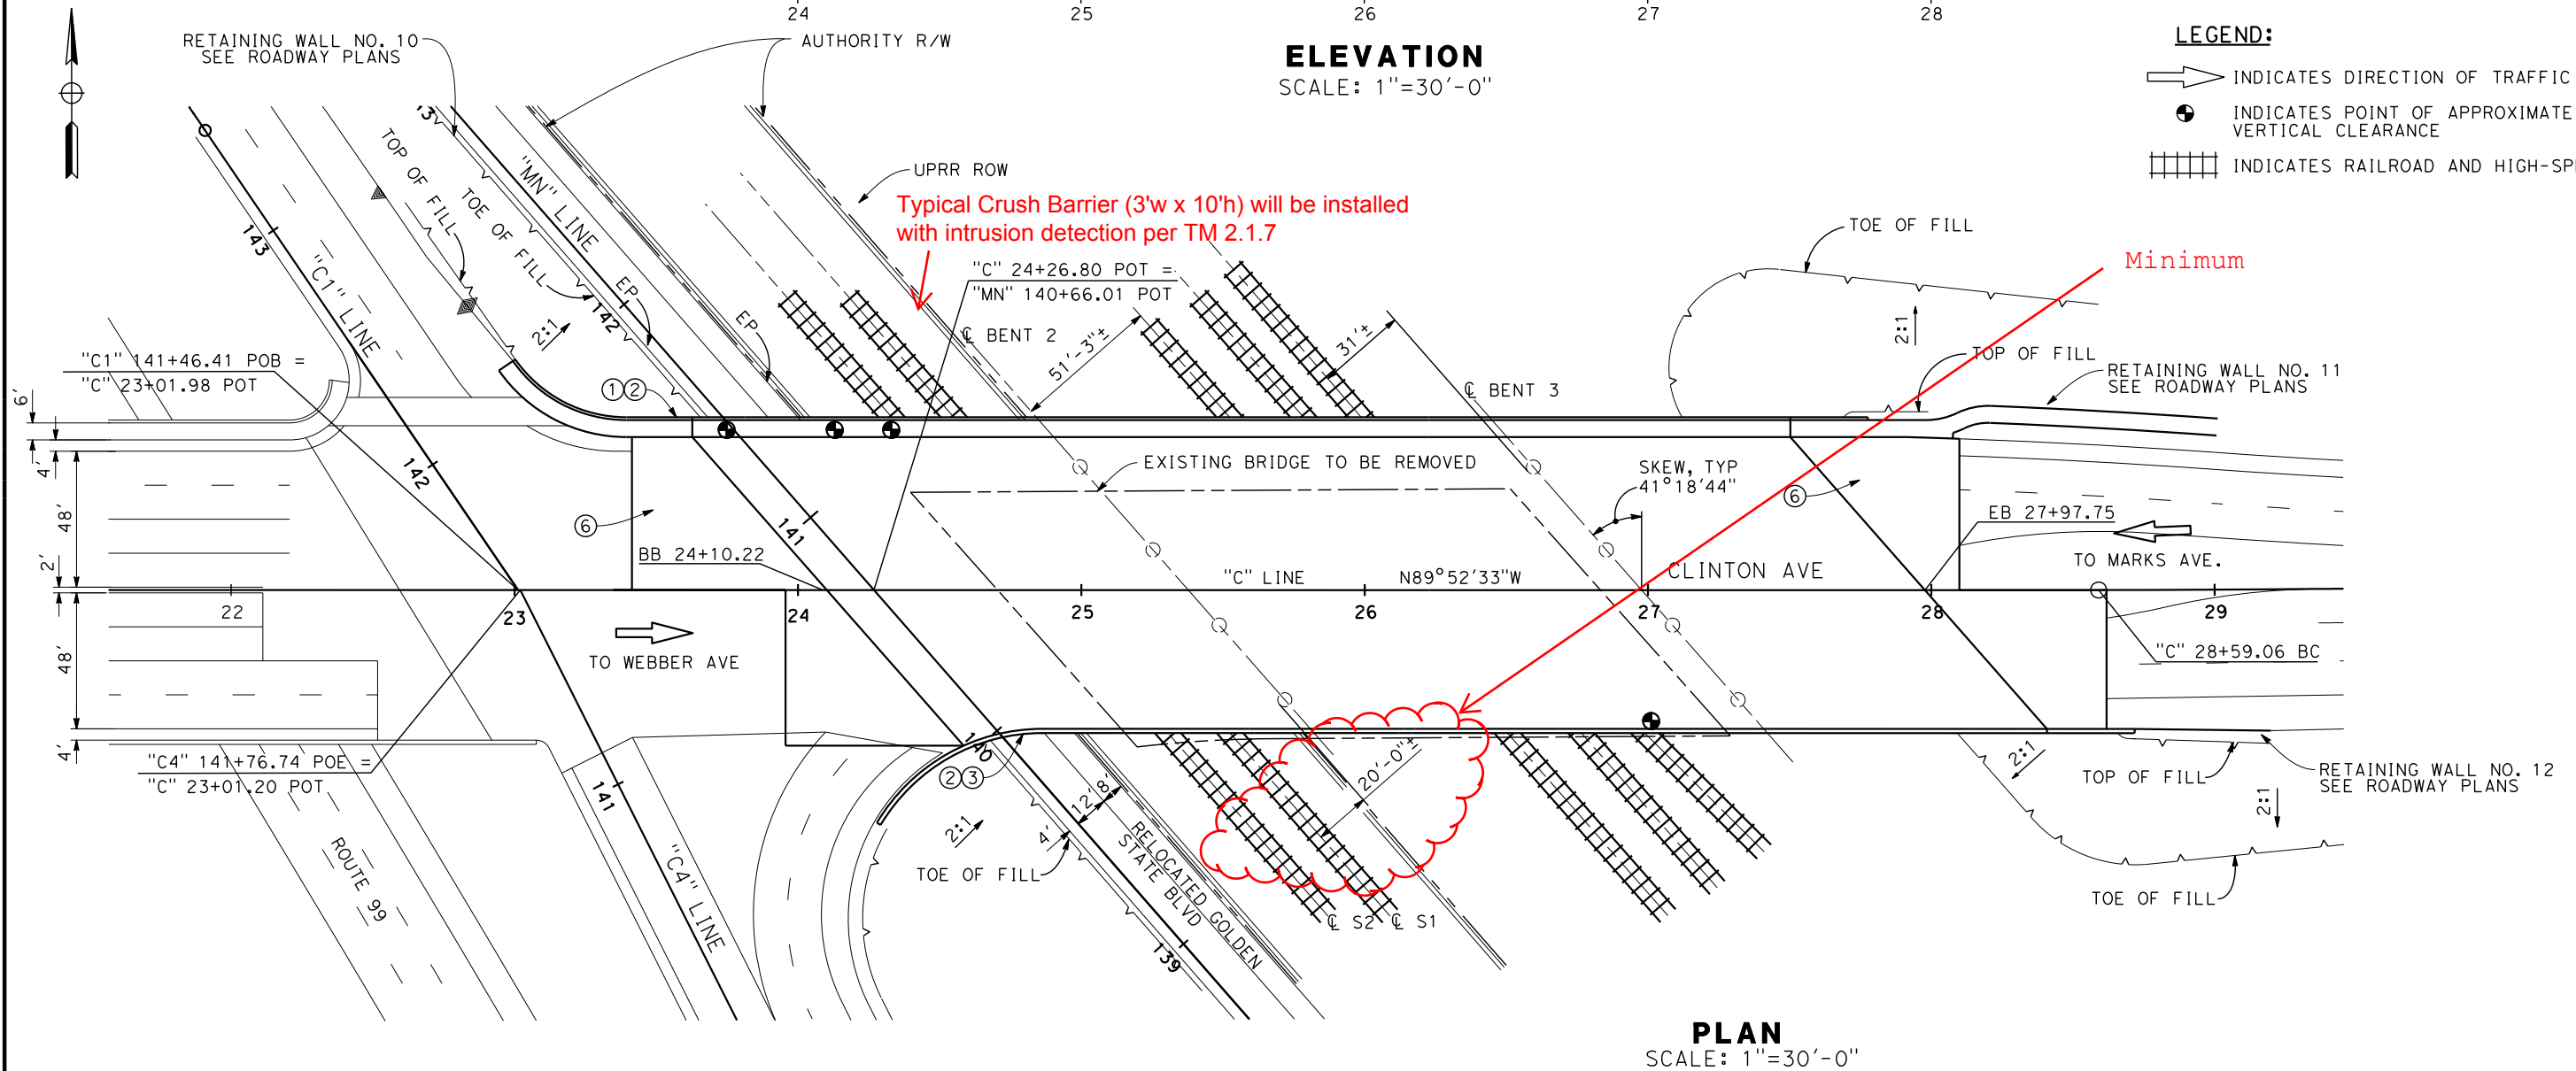 24
25
26
27
28
RETAINING WALL NO. 10
SEE ROADWAY PLANS
AUTHORITY R/W
ELEVATION
SCALE: 1"=30'-0"
LEGEND:
INDICATES DIRECTION OF TRAFFIC
INDICATES POINT OF APPROXIMATE
VERTICAL CLEARANCE
INDICATES RAILROAD AND
UPRR ROW
Typical Crush Barrier (3'w x 10'h) will be installed
with intrusion detection per TM 2.1.7
TOP OF FILL
TOE OF FILL
"MN" LINE
EP
EP
2:1
142
143
"C1" LINE
"C" 24+26.80 POT =
"MN" 140+66.01 POT
℄ BENT 2
51'-3"±
31'±
℄ BENT 3
TOE OF FILL
Minimum
2:1
TOP OF FILL
RETAINING WALL NO. 11
SEE ROADWAY PLANS
"C1" 141+46.41 POB =
"C" 23+01.98 POT
6'
4'
48'
2'
48'
4'
1 2
142
6
141
BB 24+10.22
EXISTING BRIDGE TO BE REMOVED
SKEW, TYP
41°18'44"
6
EB 27+97.75
TO MARKS AVE.
"C" LINE
N89°52'33"W
CLINTON AVE
22
23
24
25
26
27
28
29
TO WEBBER AVE
"C" 28+59.06 BC
"C4" 141+76.74 POE =
"C" 23+01.20 POT
141
140
2 3
2:1
4'
12'
8'
20'-0"±
TOE OF FILL
RELOCATED GOLDEN
STATE BLVD
139
ROUTE 99
"C4" LINE
℄ S2
℄ S1
2:1
TOP OF FILL
RETAINING WALL NO. 12
SEE ROADWAY PLANS
2:1
TOE OF FILL
PLAN
SCALE: 1"=30'-0"